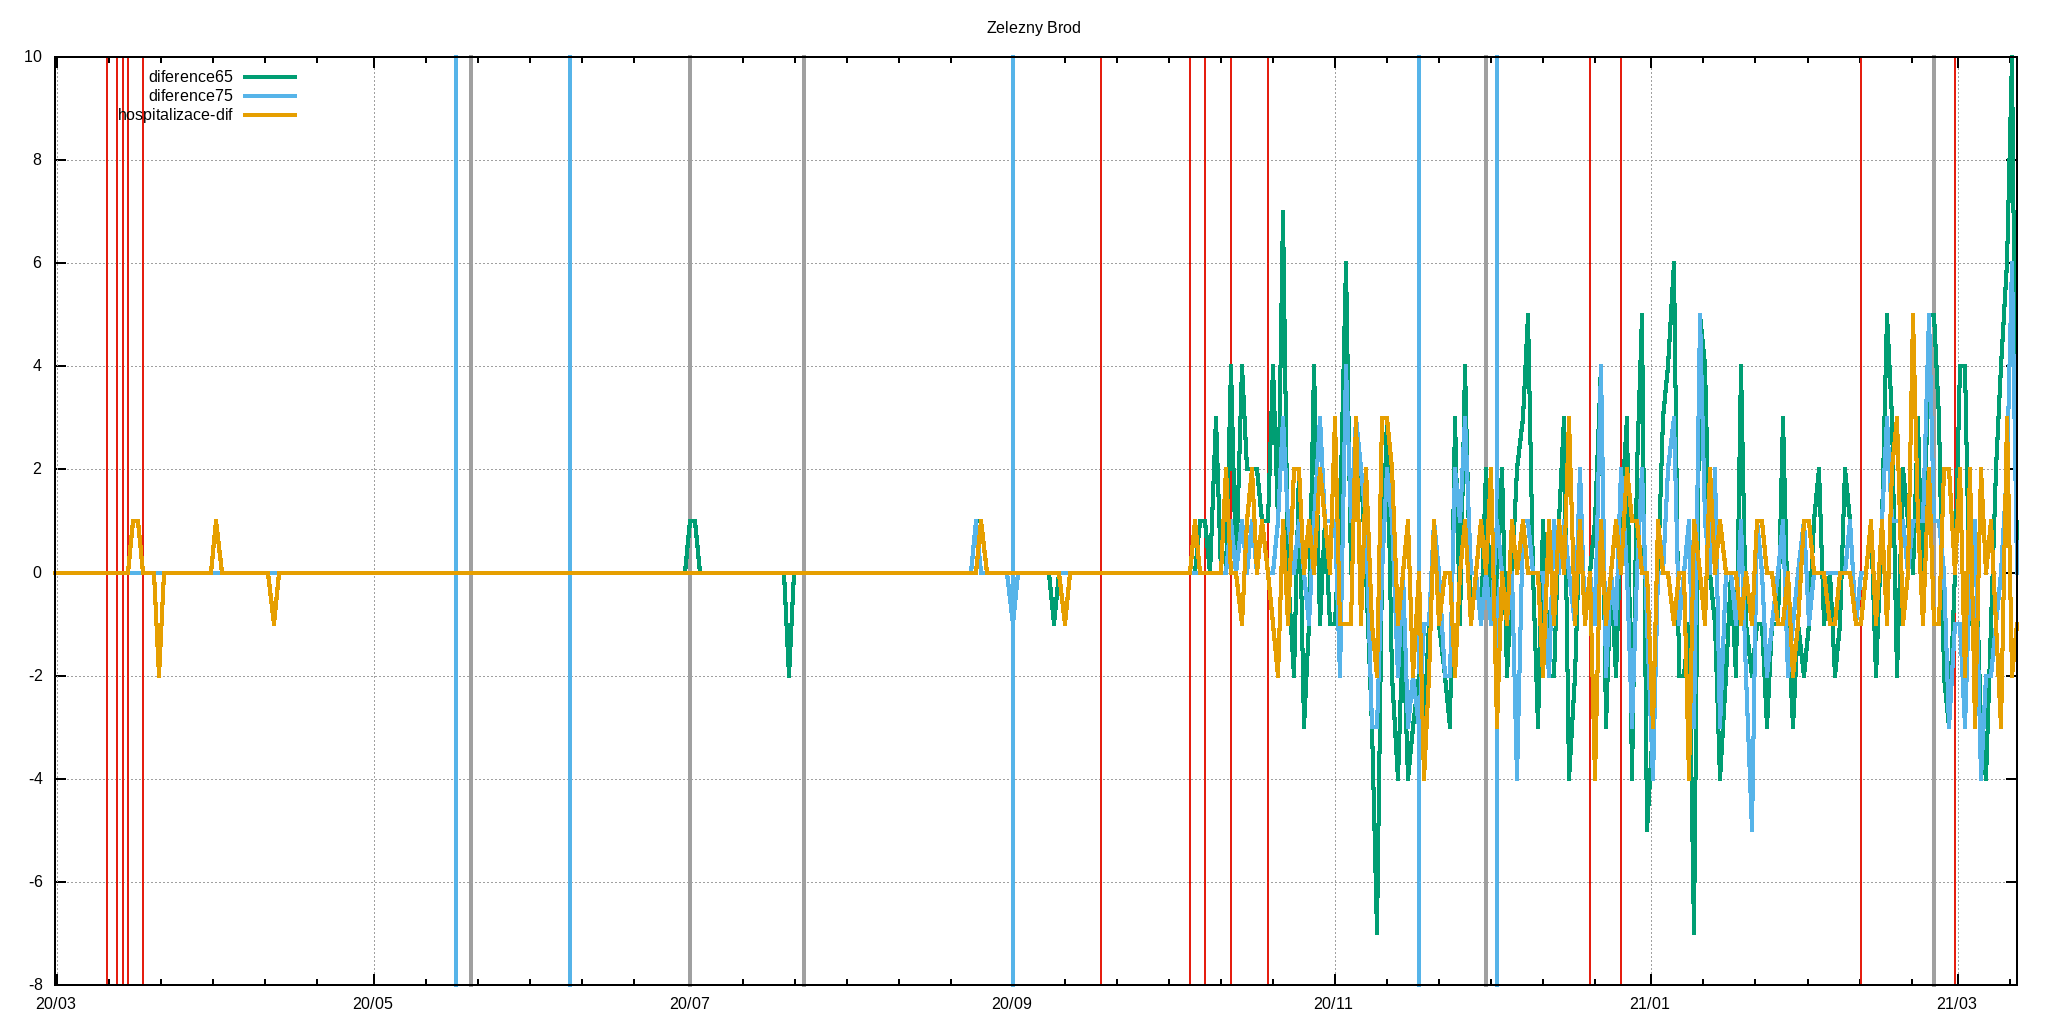 Zelezny Brod
10
diference65
diference75
hospitalizace-dif
8
6
4
2
0
-2
-4
-6
-8
20/03 20/05 20/07 20/09 20/11 21/01 21/03